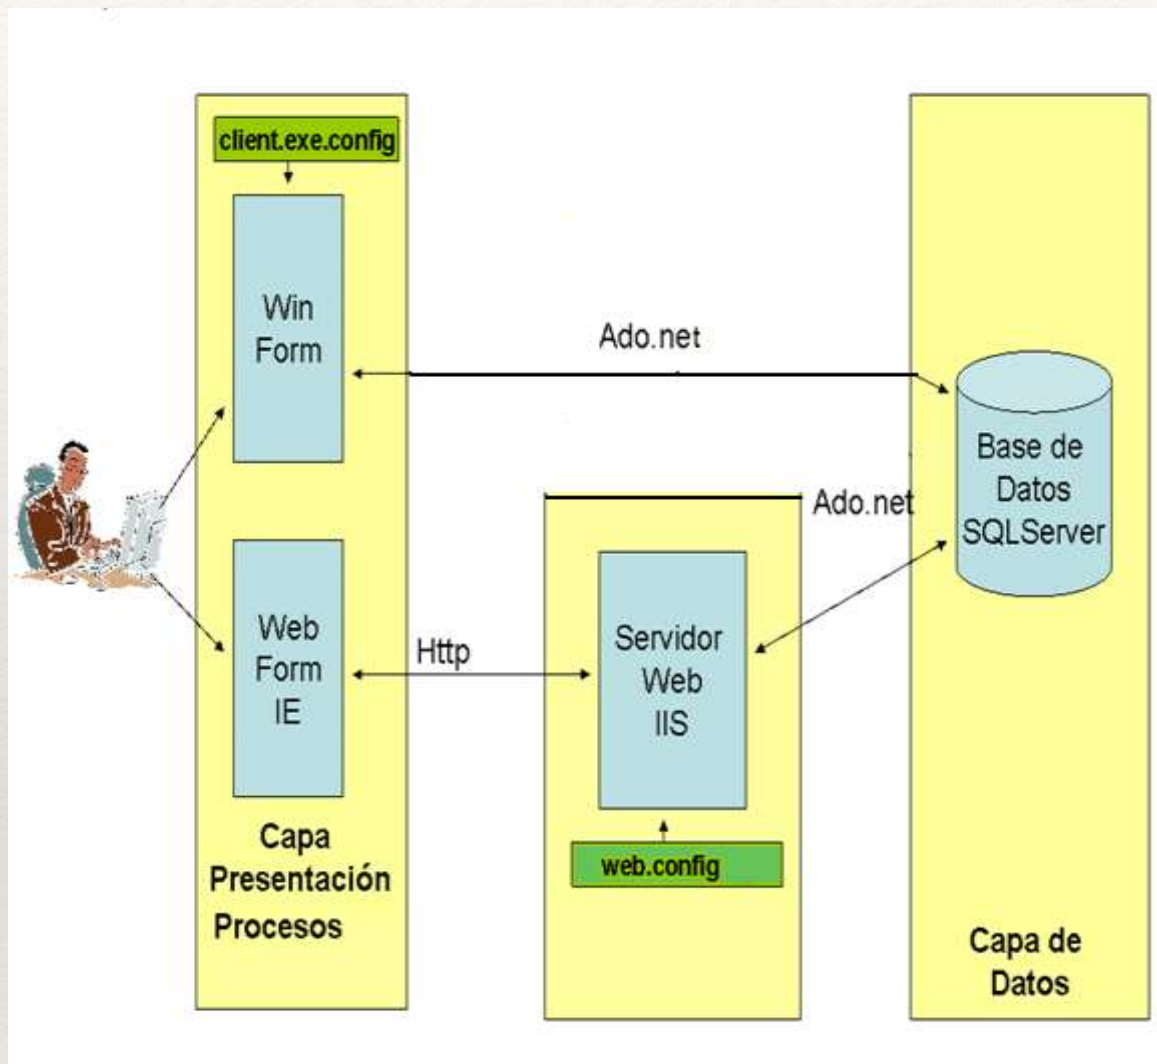 client.exe.config
Win
Form
Ado.net
Base de
Datos
SQLServer
Ado.net
Web
Form
IE
Http
Servidor
Web
IIS
web.config
Capa
Presentación
Procesos
Capa de
Datos